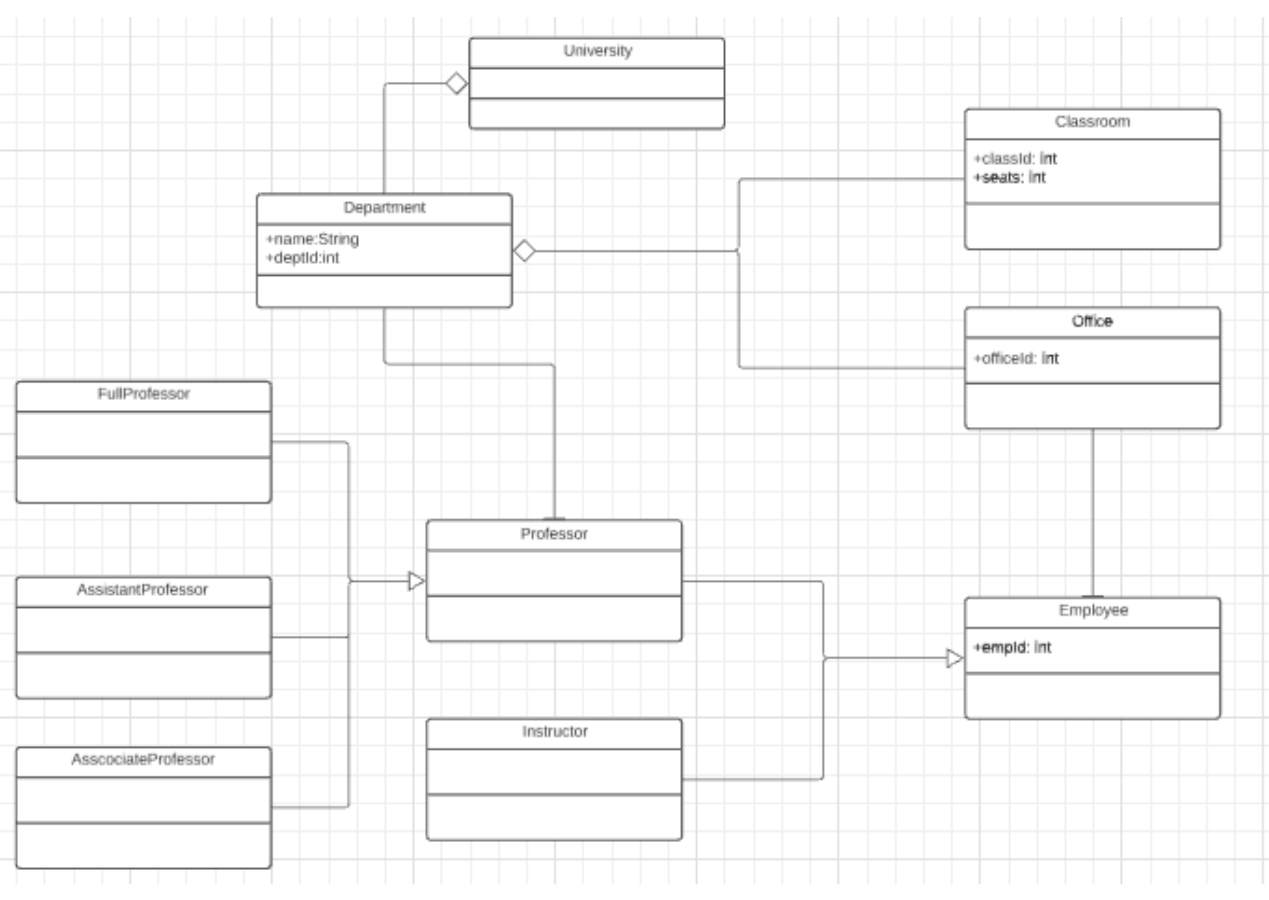 University
Classroom
+classId: int
+seats: int
Department
+name:String
+deptId:int
Office
+officeId: int
FullProfessor
Professor
AssistantProfessor
Employee
+empId: int
Instructor
AsscociateProfessor